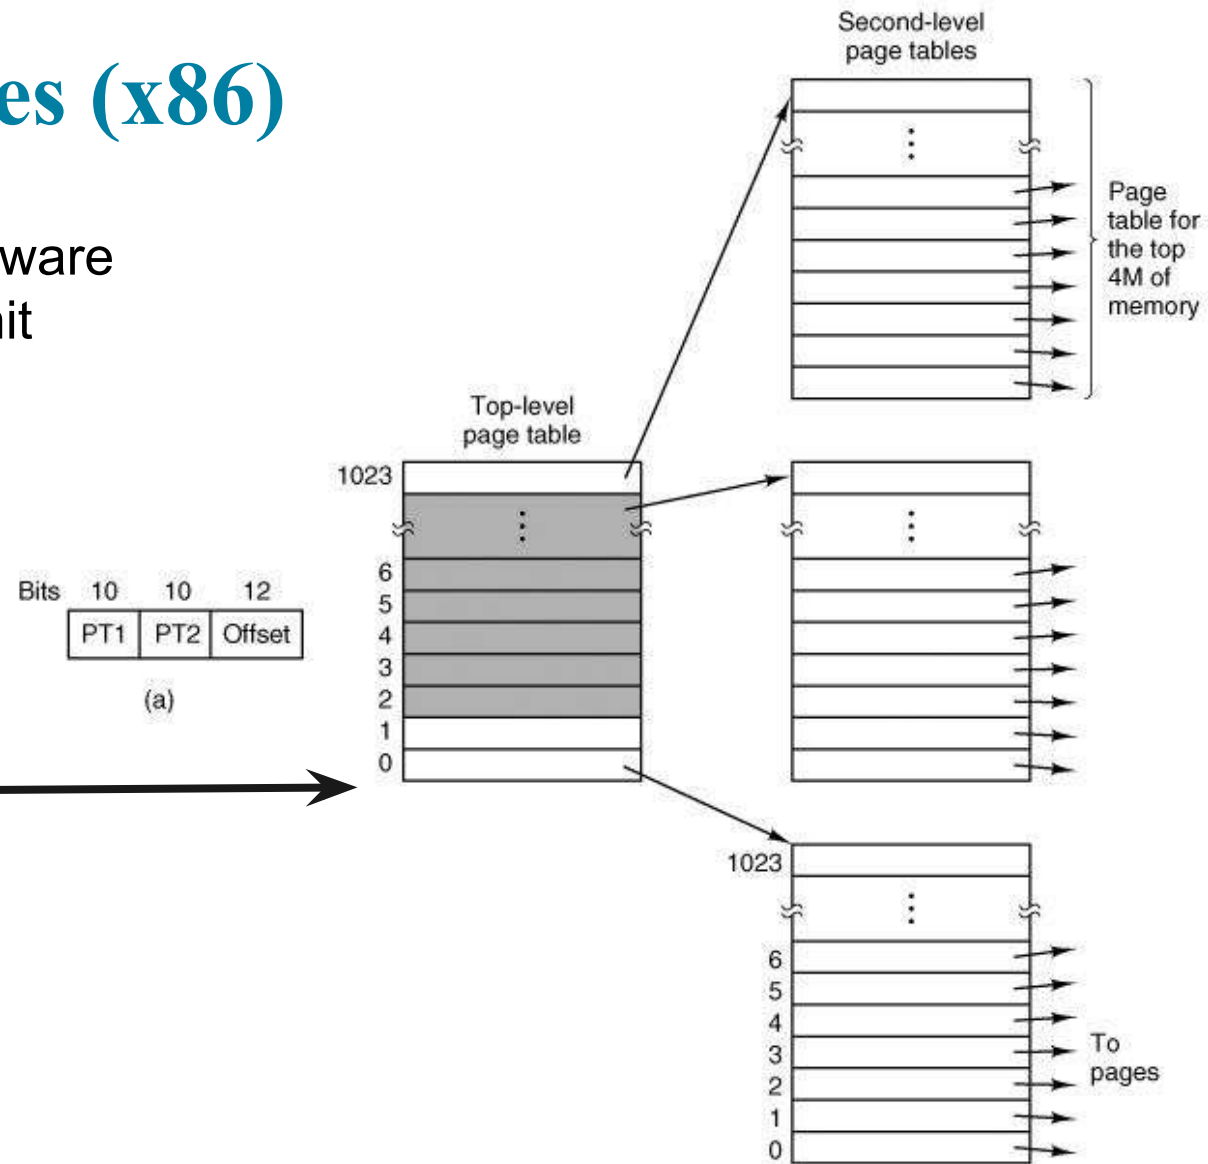 es (x86)
ware
it
Second-level
page tables
Page
table for
the top
4M of
memory
Top-level
page table
1023
6
5
4
3
2
1
0
Bits 10 10 12
PT1 PT2 Offset
(a)
1023
6
5
4
3
2
1
0
To
pages